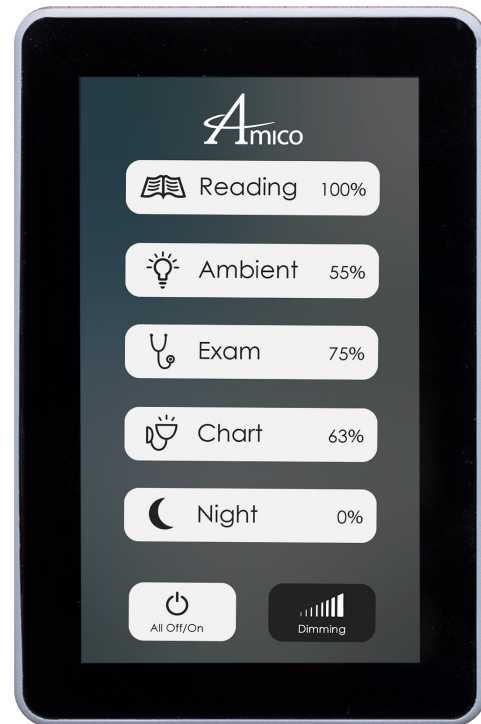 Amico
Reading 100%
Ambient 55%
Exam 75%
Chart 63%
Night 0%
All Off/On
Dimming